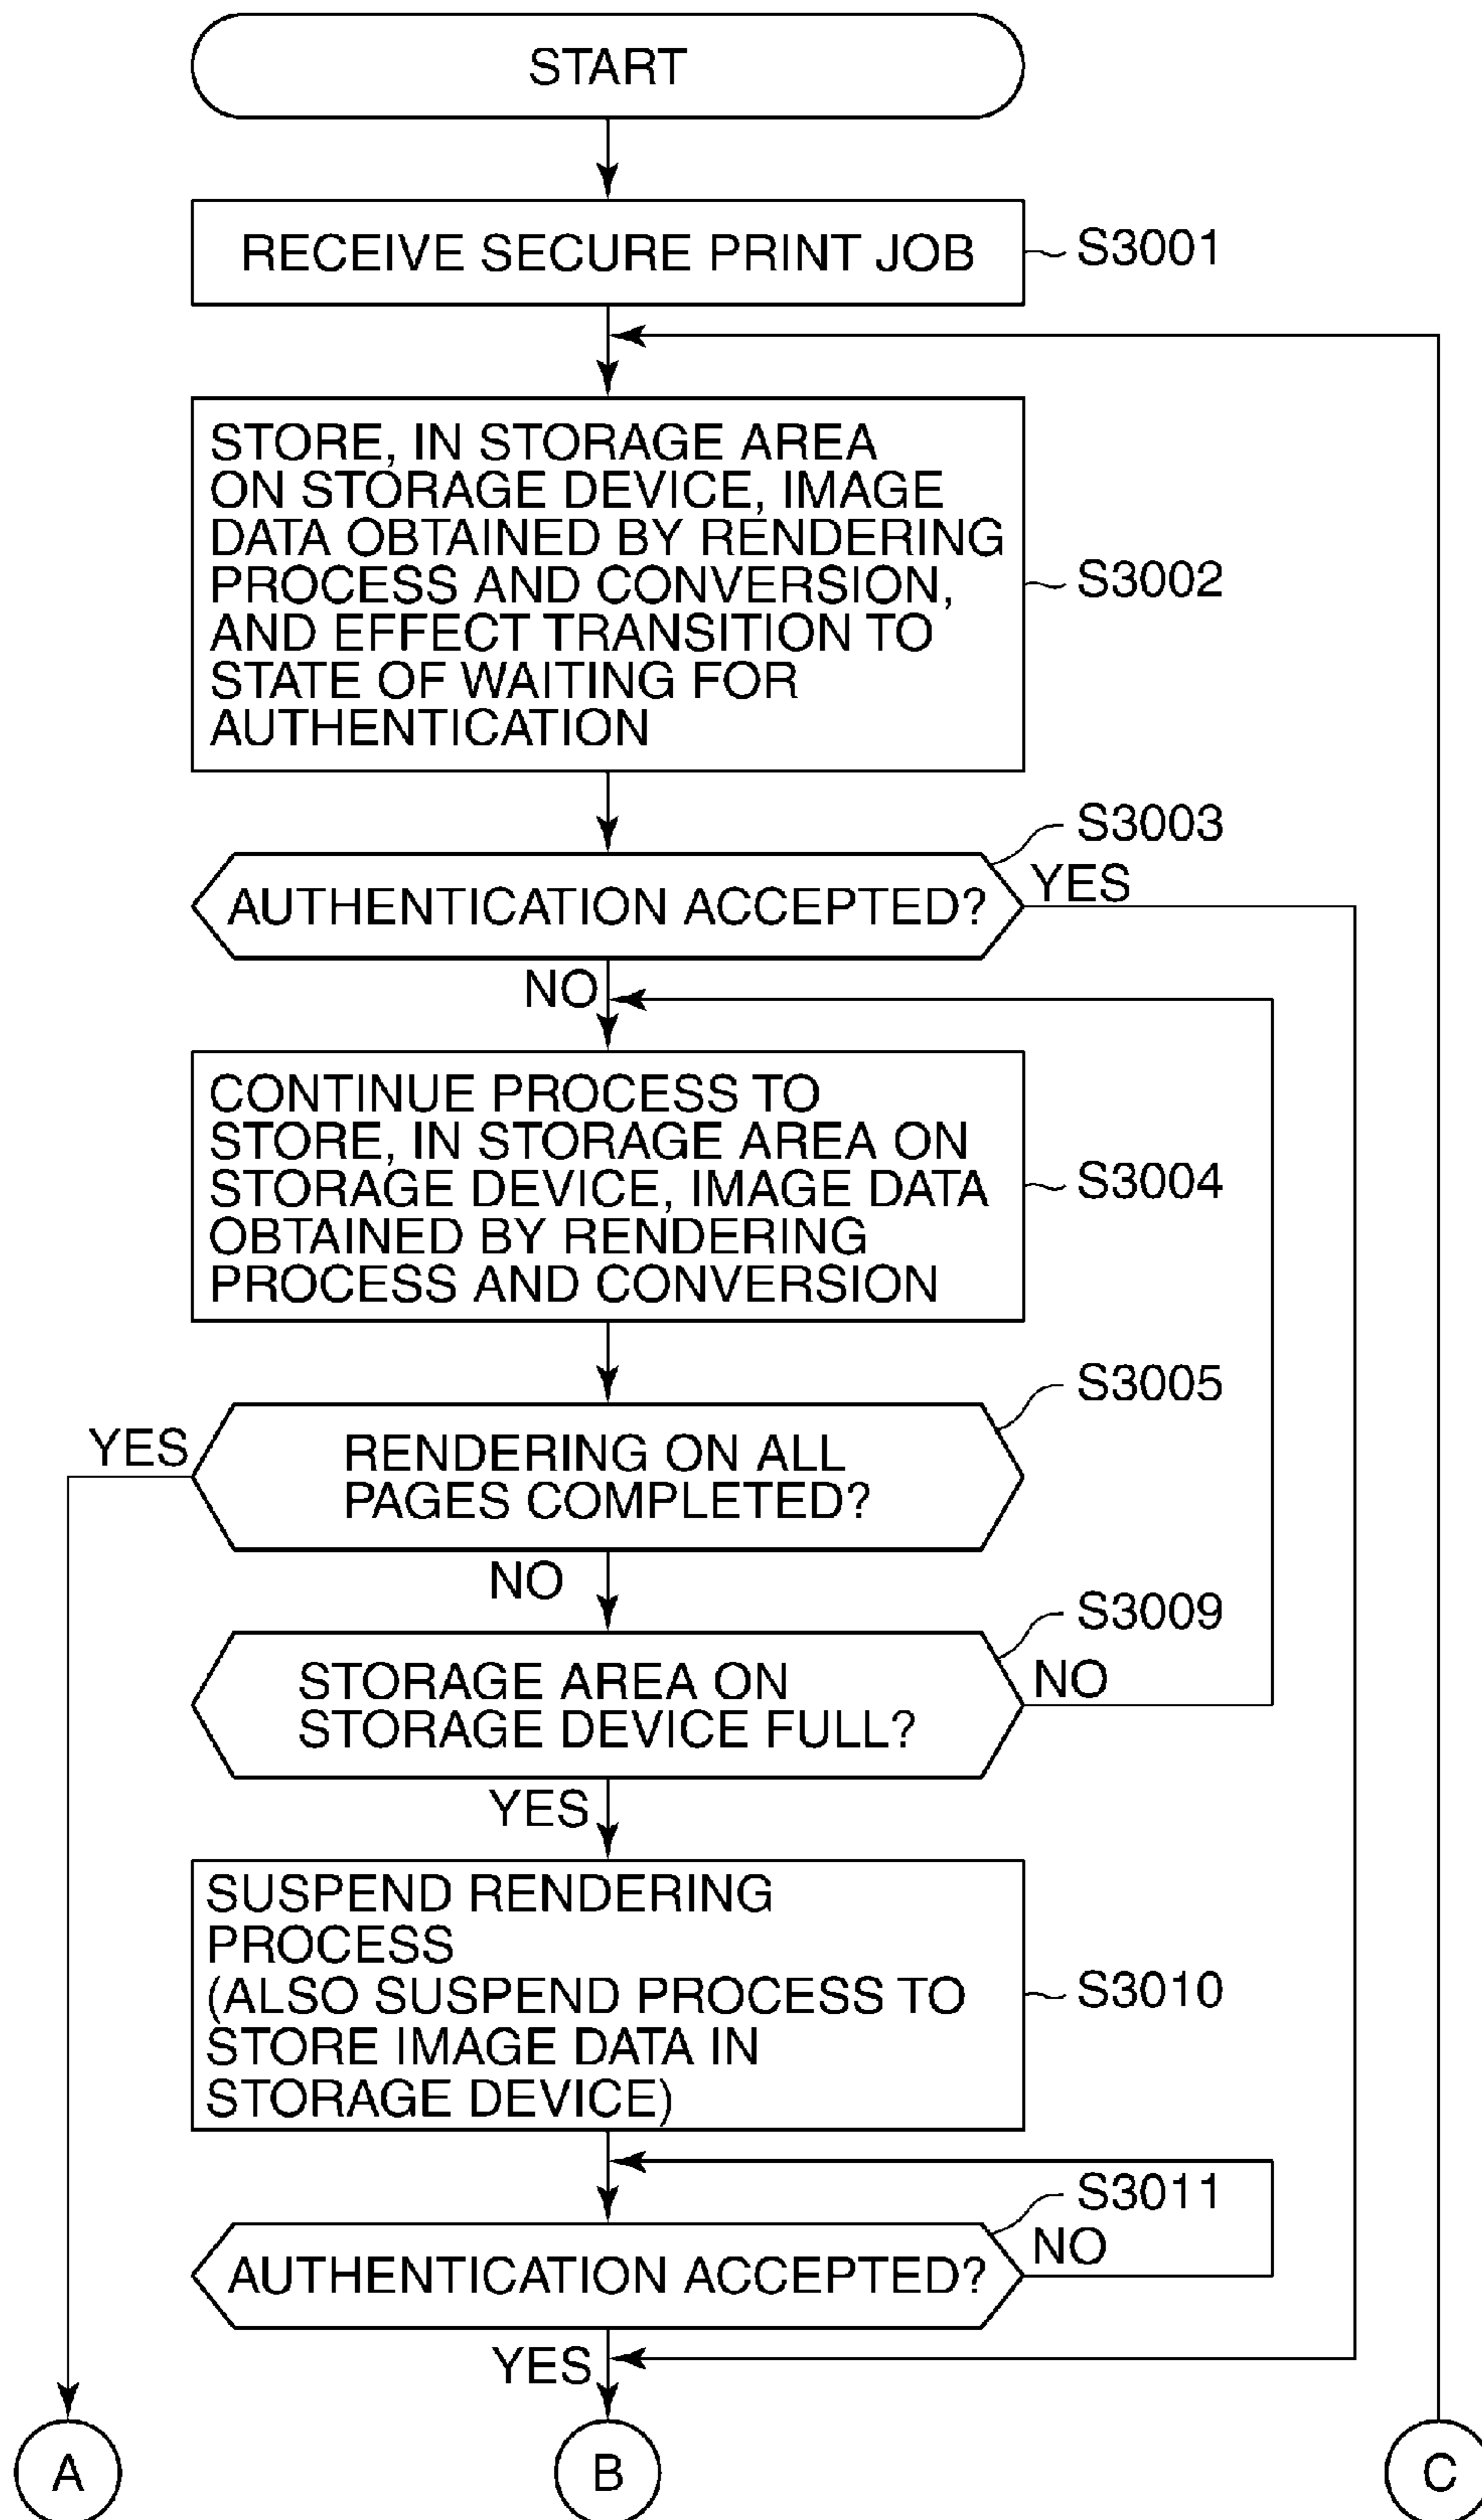 START
RECEIVE SECURE PRINT JOB
S3001
STORE, IN STORAGE AREA
ON STORAGE DEVICE, IMAGE
DATA OBTAINED BY RENDERING
PROCESS AND CONVERSION,
AND EFFECT TRANSITION TO
STATE OF WAITING FOR
AUTHENTICATION
S3002
S3003
AUTHENTICATION ACCEPTED?
YES
NO
CONTINUE PROCESS TO
STORE, IN STORAGE AREA ON
STORAGE DEVICE, IMAGE DATA
OBTAINED BY RENDERING
PROCESS AND CONVERSION
S3004
S3005
YES
RENDERING ON ALL
PAGES COMPLETED?
NO
S3009
STORAGE AREA ON
STORAGE DEVICE FULL?
NO
YES
SUSPEND RENDERING
PROCESS
(ALSO SUSPEND PROCESS TO
STORE IMAGE DATA IN
STORAGE DEVICE)
S3010
S3011
AUTHENTICATION ACCEPTED?
NO
YES
A
B
C